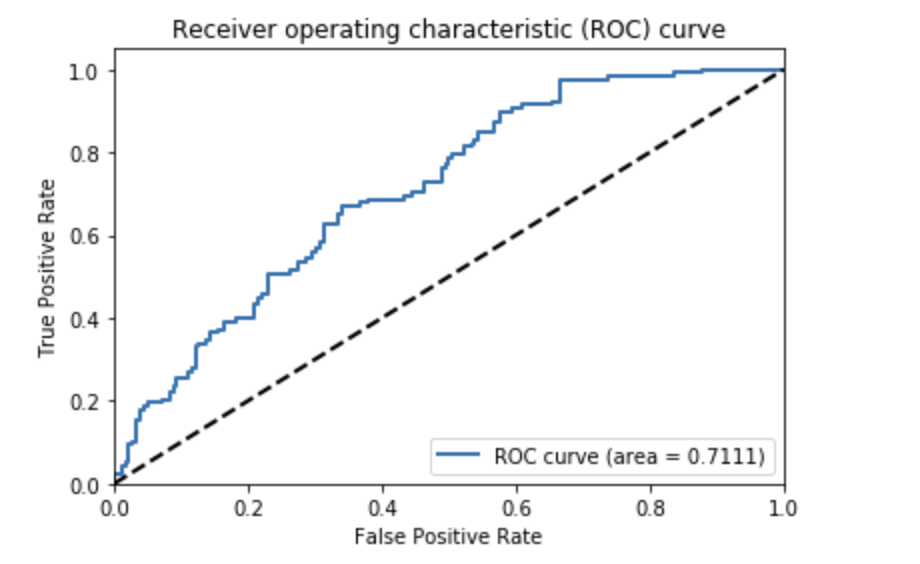 Receiver operating characteristic (ROC) curve
True Positive Rate
1.0
0.8
0.6
0.4
0.2
0.0
ROC curve (area = 0.7111)
0.0 0.2 0.4 0.6 0.8 1.0
False Positive Rate